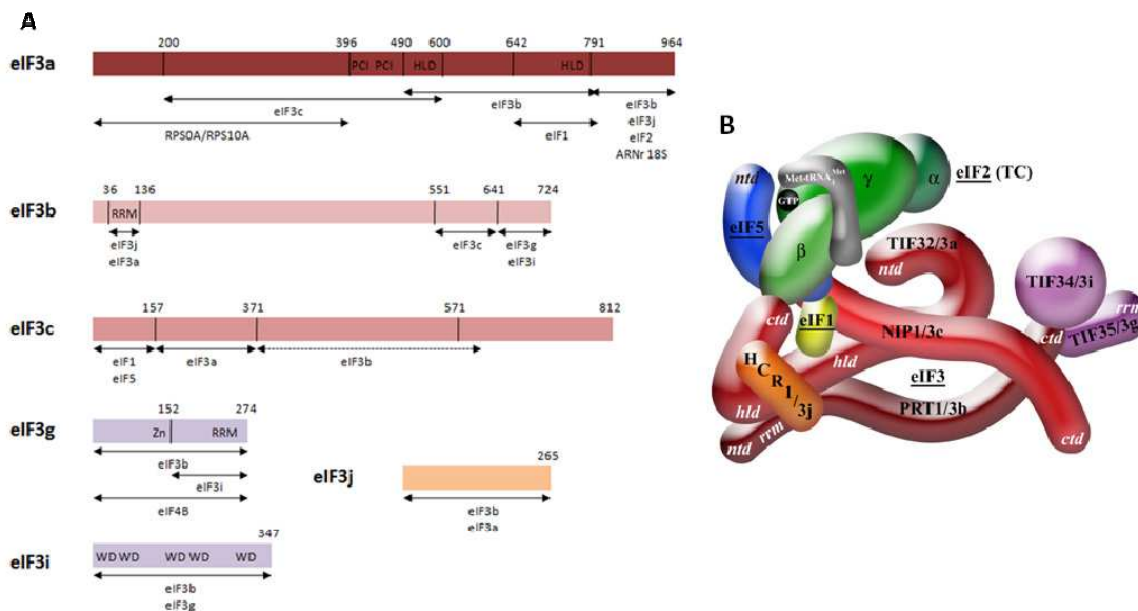 A
200 396 490 600 642 791 964
eIF3a
PCI PCI HLD HLD
eIF3c
eIF3b
eIF3b
RPS0A/RPS10A
eIF1
eIF3j
eIF2
ARNr 18S
36 136 551 641 724
eIF3b
RRM
eIF3j
eIF3a
eIF3c
eIF3g
eIF3i
157 371 571 812
eIF3c
eIF1
eIF5
eIF3a
eIF3b
152 274
eIF3g
Zn RRM
eIF3b
eIF3i
eIF4B
eIF3j
265
eIF3b
eIF3a
347
eIF3i
WD WD WD WD WD
eIF3b
eIF3g
B
ntd
Met-tRNAiMet
γ
α
eIF2 (TC)
GTP
eIF5
β
TIF32/3a
ntd
TIF34/3i
rrm
TIF35/3g
ctd
eIF1
NIP1/3c
ctd
HCR1/3j
hld
eIF3
PRT1/3b
hld
ntd
rrm
ctd